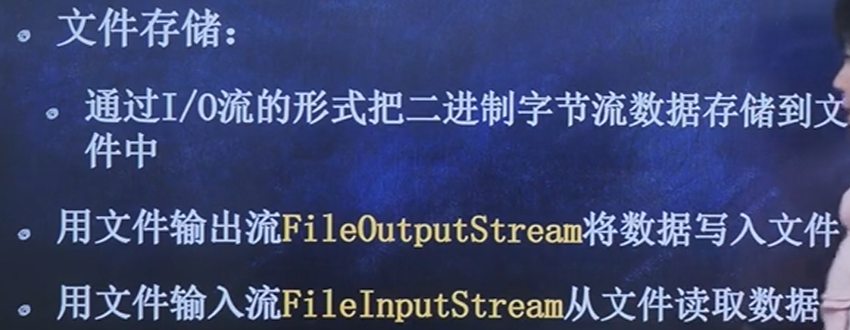 文件存储：
通过I/O流的形式把二进制字节流数据存储到文
件中
用文件输出流FileOutputStream将数据写入文件
用文件输入流FileInputStream从文件读取数据